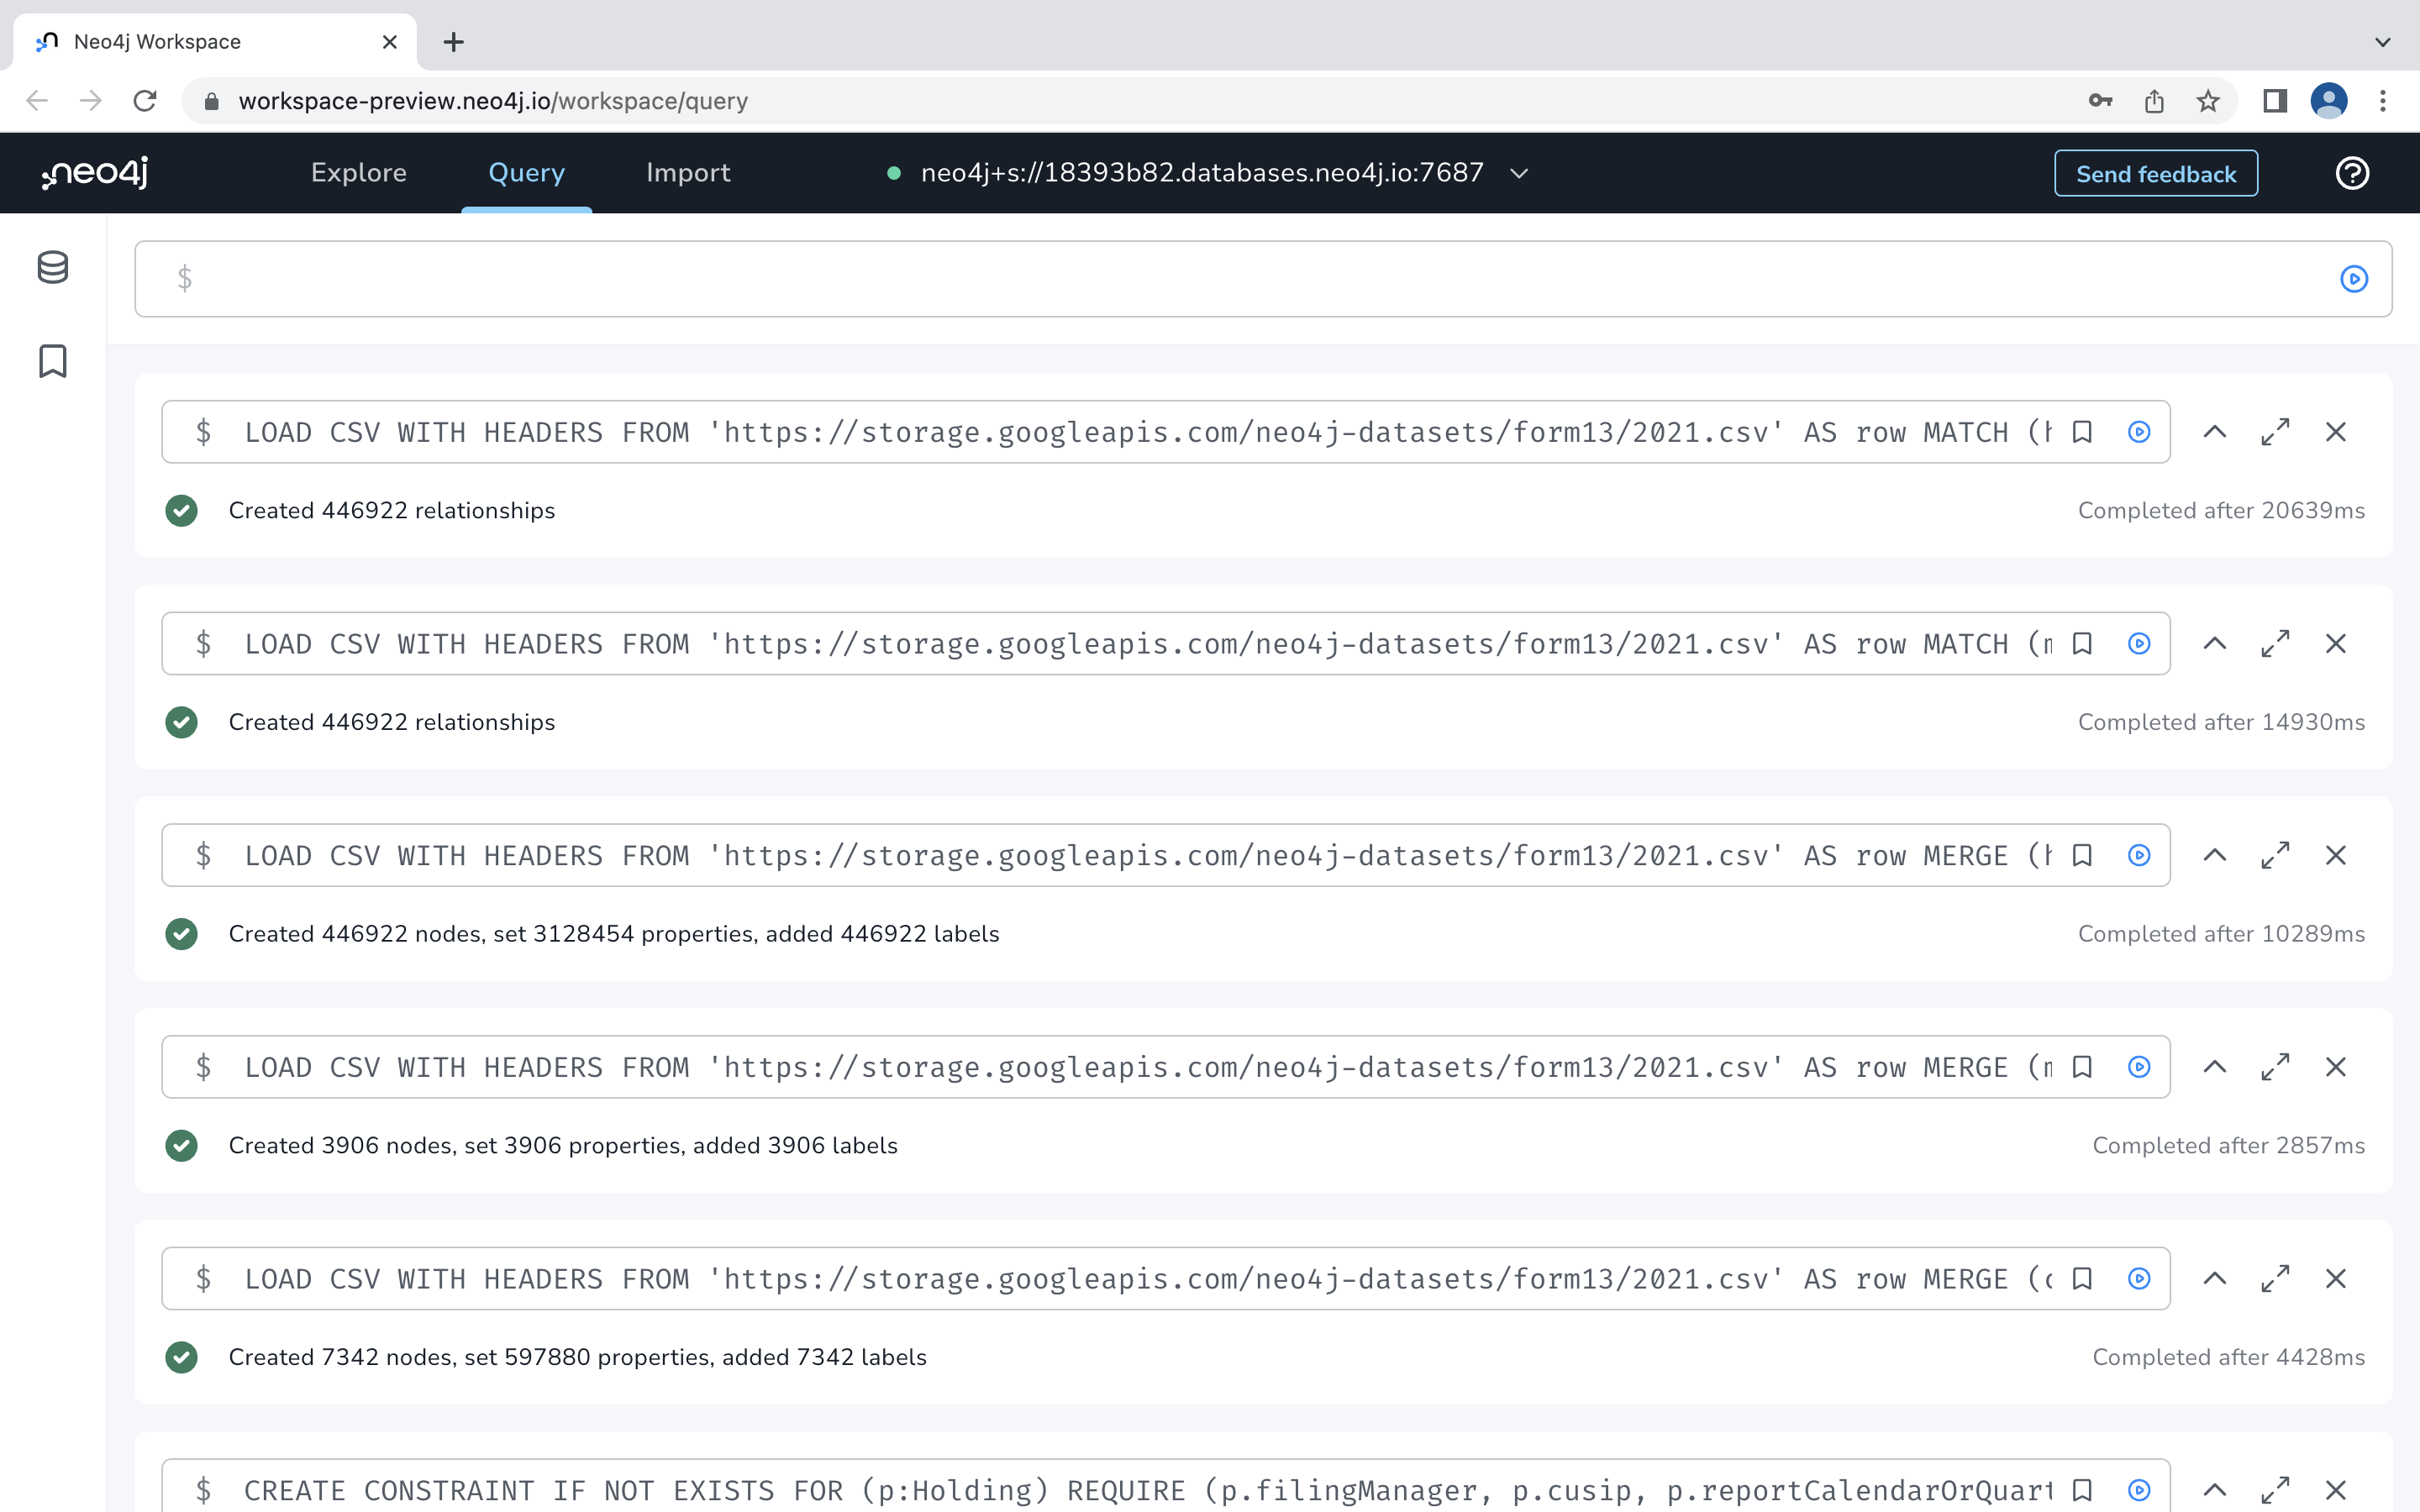 Neo4j Workspace
workspace-preview.neo4j.io/workspace/query
neo4j
Explore
Query
Import
neo4j+s://18393b82.databases.neo4j.io:7687
Send feedback
$
$ LOAD CSV WITH HEADERS FROM 'https://storage.googleapis.com/neo4j-datasets/form13/2021.csv' AS row MATCH (h
Created 446922 relationships
Completed after 20639ms
$ LOAD CSV WITH HEADERS FROM 'https://storage.googleapis.com/neo4j-datasets/form13/2021.csv' AS row MATCH (m
Created 446922 relationships
Completed after 14930ms
$ LOAD CSV WITH HEADERS FROM 'https://storage.googleapis.com/neo4j-datasets/form13/2021.csv' AS row MERGE (h
Created 446922 nodes, set 3128454 properties, added 446922 labels
Completed after 10289ms
$ LOAD CSV WITH HEADERS FROM 'https://storage.googleapis.com/neo4j-datasets/form13/2021.csv' AS row MERGE (m
Created 3906 nodes, set 3906 properties, added 3906 labels
Completed after 2857ms
$ LOAD CSV WITH HEADERS FROM 'https://storage.googleapis.com/neo4j-datasets/form13/2021.csv' AS row MERGE (c
Created 7342 nodes, set 597880 properties, added 7342 labels
Completed after 4428ms
$ CREATE CONSTRAINT IF NOT EXISTS FOR (p:Holding) REQUIRE (p.filingManager, p.cusip, p.reportCalendarOrQuart